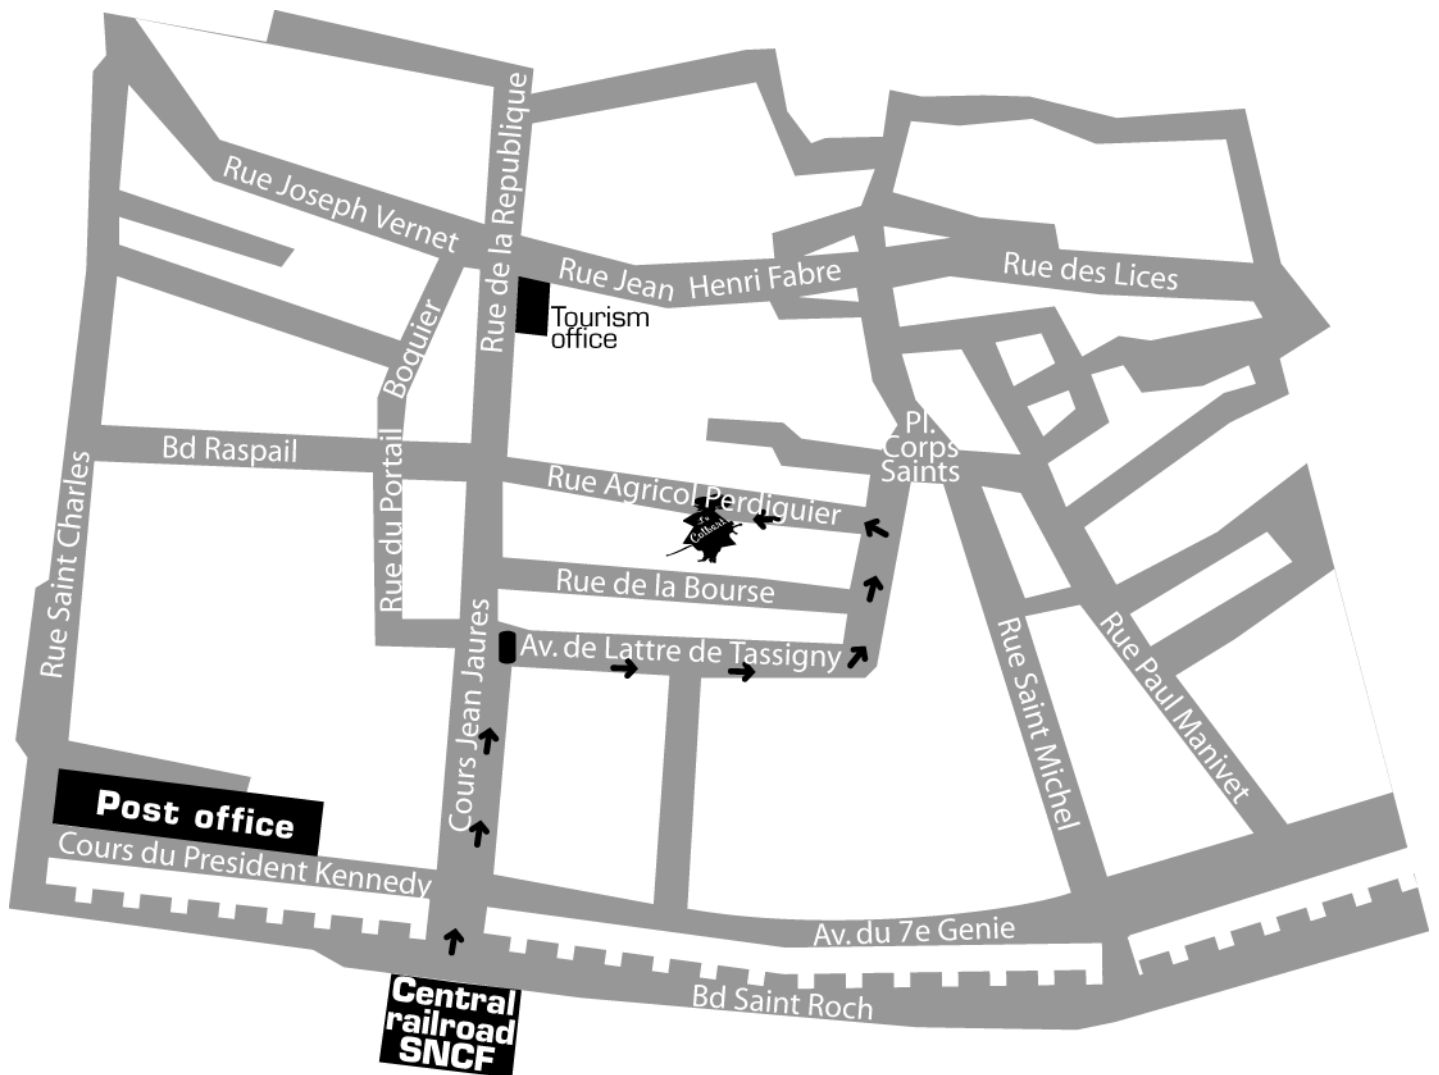 Rue de la Republique
Rue Joseph Vernet
Rue Jean Henri Fabre
Rue des Lices
Tourism
office
Boquier
Pl.
Corps
Saints
Bd Raspail
Rue Agricol Perdiguier
Le
Colbert
Rue Saint Charles
Rue du Portail
Rue de la Bourse
Av. de Lattre de Tassigny
Cours Jean Jaures
Rue Saint Michel
Rue Paul Manivet
Post office
Cours du President Kennedy
Av. du 7e Genie
Bd Saint Roch
Central
railroad
SNCF